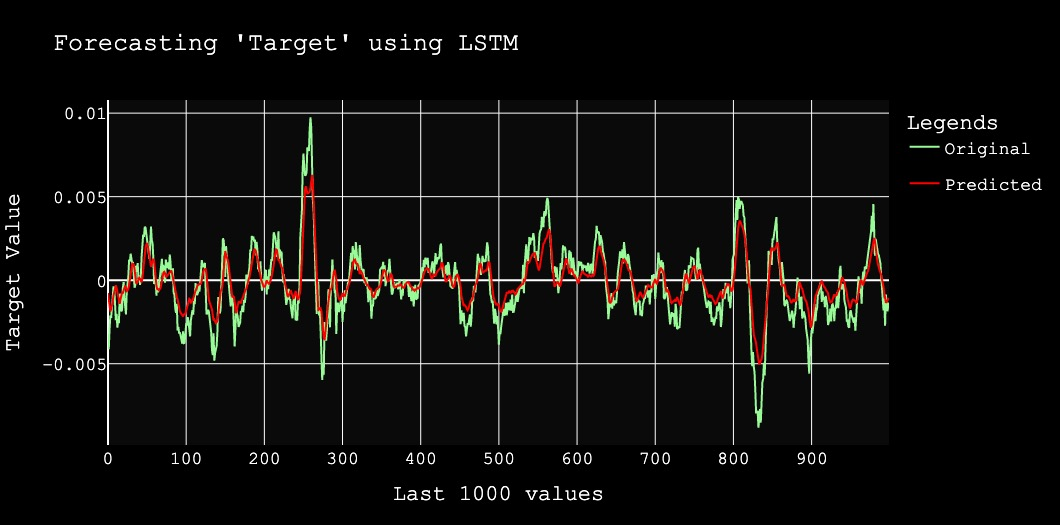 Forecasting 'Target' using LSTM
Legends
Original
Predicted
Target Value
0.01
0.005
0
−0.005
0 100 200 300 400 500 600 700 800 900
Last 1000 values